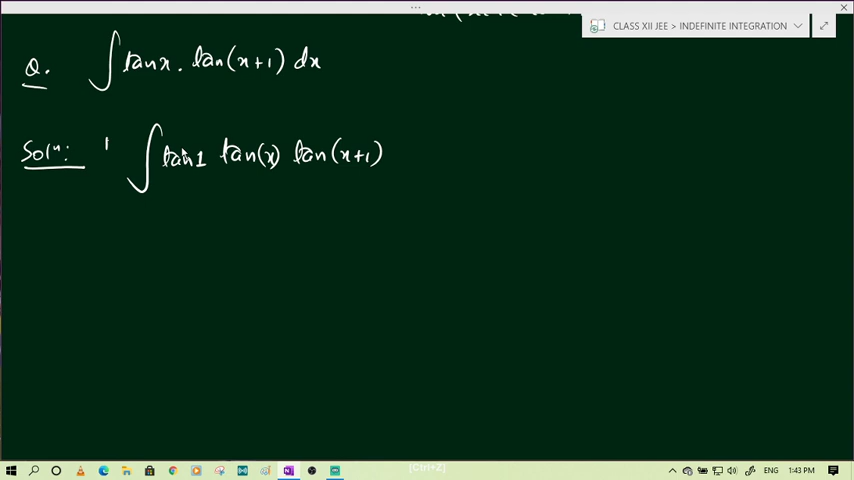 CLASS XII JEE > INDEFINITE INTEGRATION
Q. ∫ tanx . tan(x+1) dx
Solⁿ: ' ∫ tan1 tan(x) tan(x+1)
[Ctrl+Z]
ENG 1:43 PM